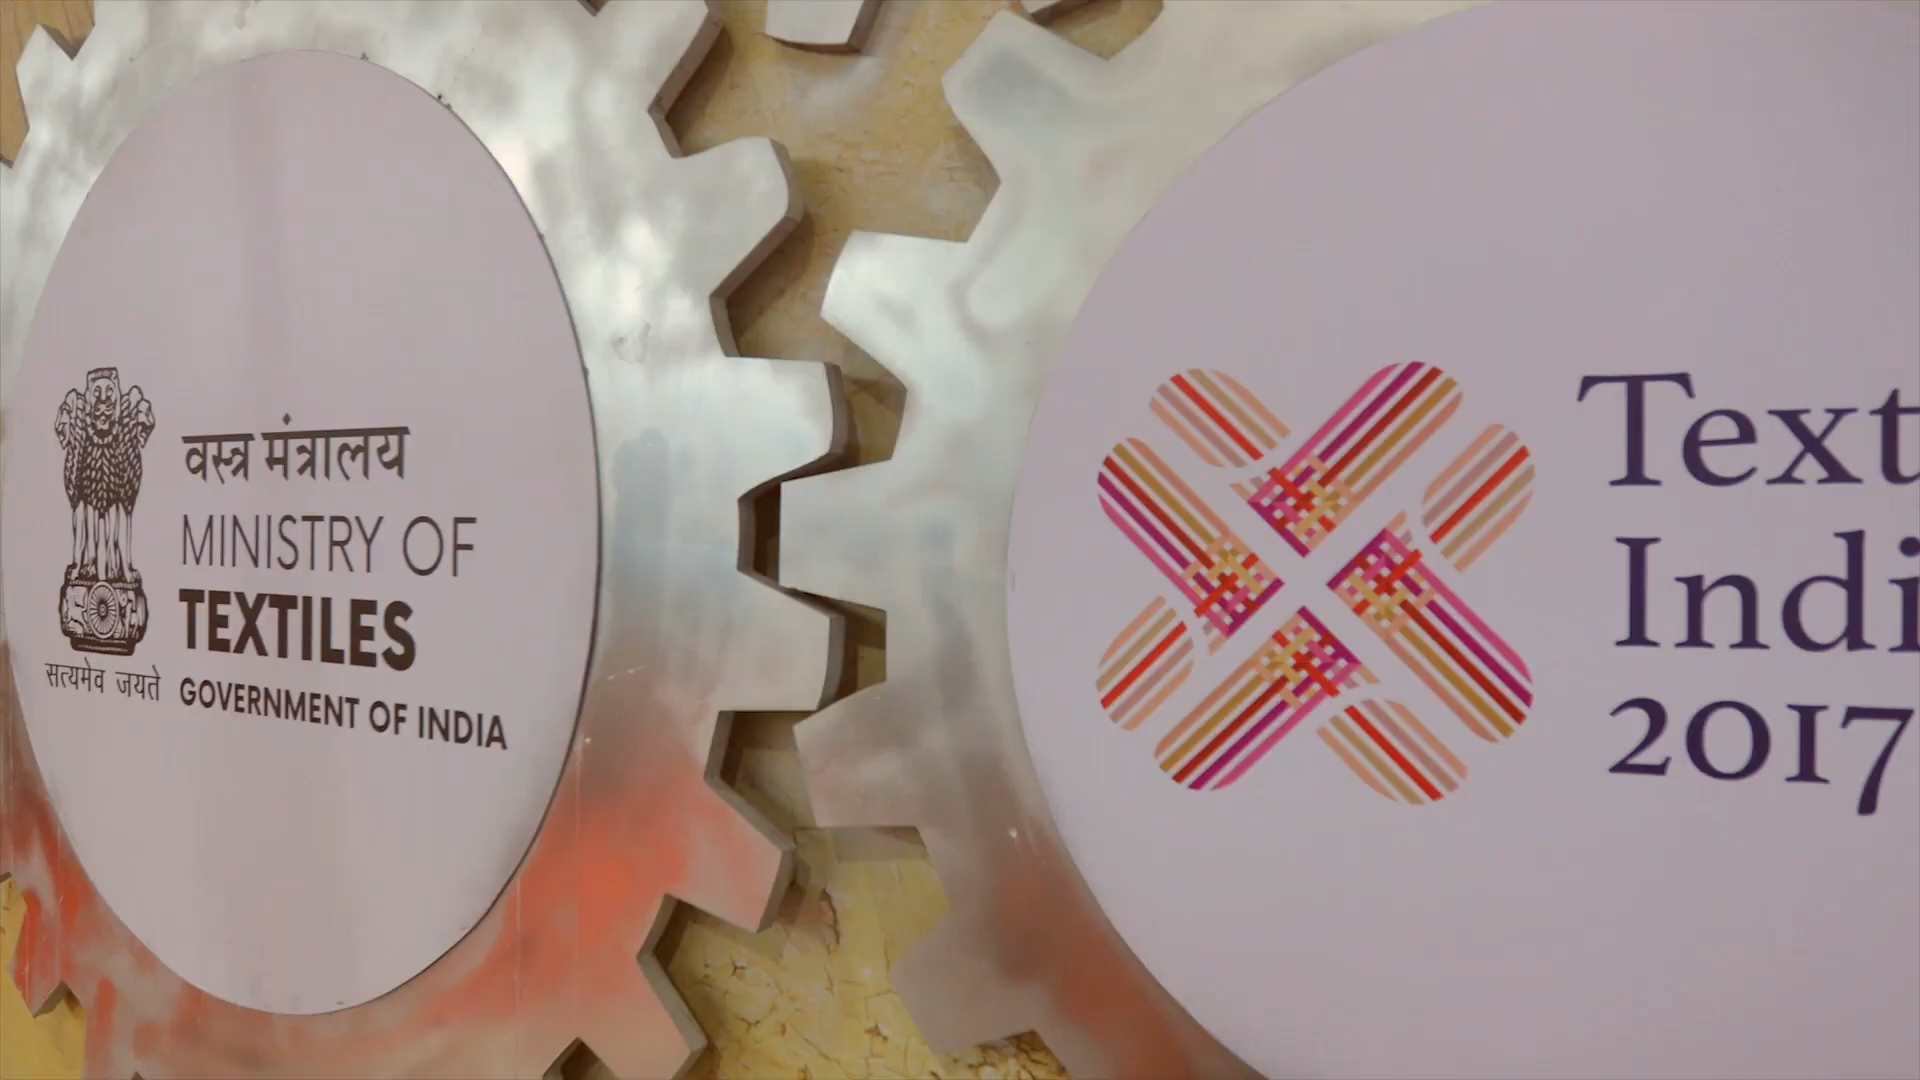 वस्त्र मंत्रालय
MINISTRY OF
TEXTILES
GOVERNMENT OF INDIA
सत्यमेव जयते
Text
Indi
2017